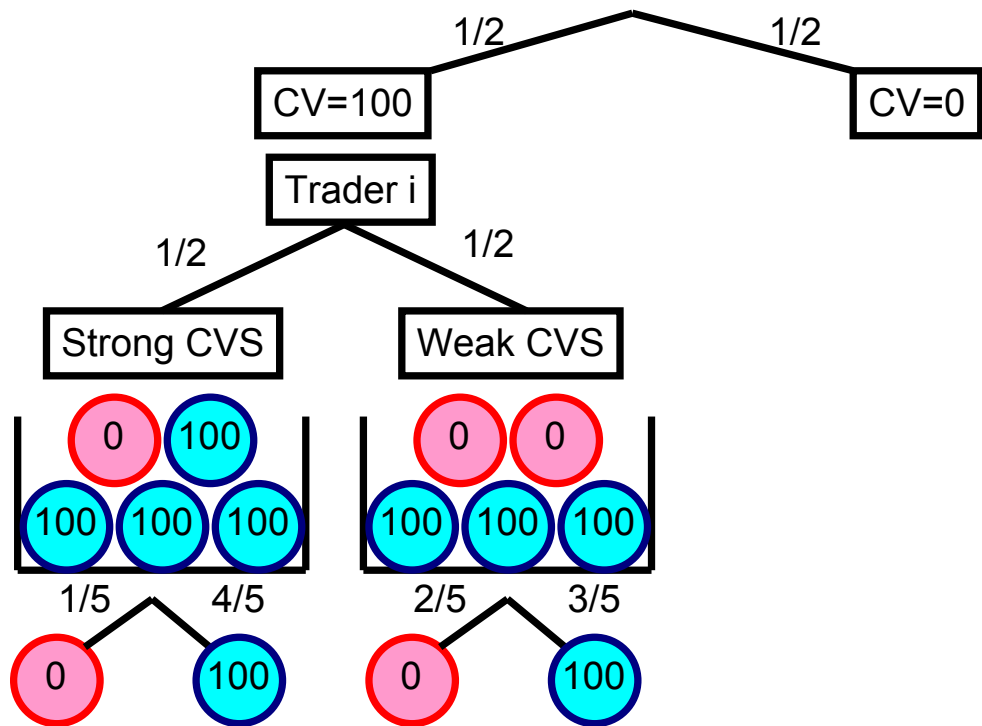 1/2 1/2
CV=100 CV=0
Trader i
1/2 1/2
Strong CVS Weak CVS
0 100 0 0
100 100 100 100 100 100
1/5 4/5 2/5 3/5
0 100 0 100